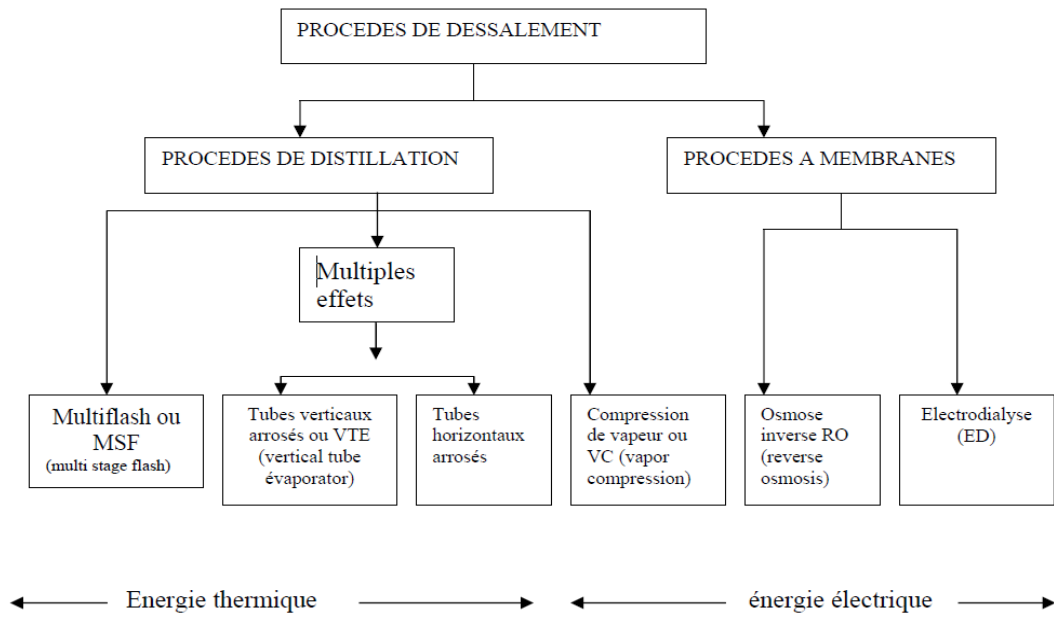 PROCEDES DE DESSALEMENT
PROCEDES DE DISTILLATION
PROCEDES A MEMBRANES
Multiples
effets
Multiflash ou
MSF
(multi stage flash)
Tubes verticaux
arrosés ou VTE
(vertical tube
évaporator)
Tubes
horizontaux
arrosés
Compression
de vapeur ou
VC (vapor
compression)
Osmose
inverse RO
(reverse
osmosis)
Electrodialyse
(ED)
Energie thermique
énergie électrique